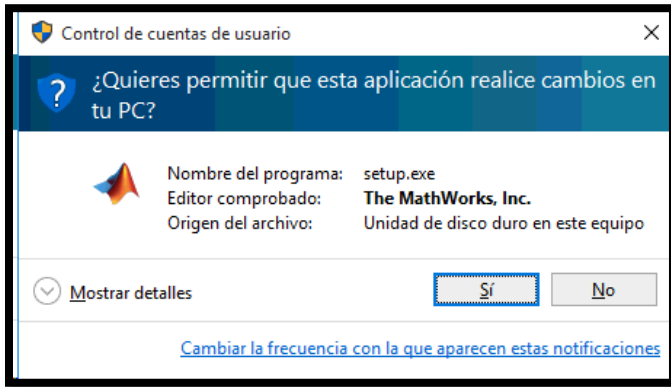 Control de cuentas de usuario
¿Quieres permitir que esta aplicación realice cambios en
tu PC?
Nombre del programa: setup.exe
Editor comprobado: The MathWorks, Inc.
Origen del archivo: Unidad de disco duro en este equipo
Mostrar detalles
Sí
No
Cambiar la frecuencia con la que aparecen estas notificaciones